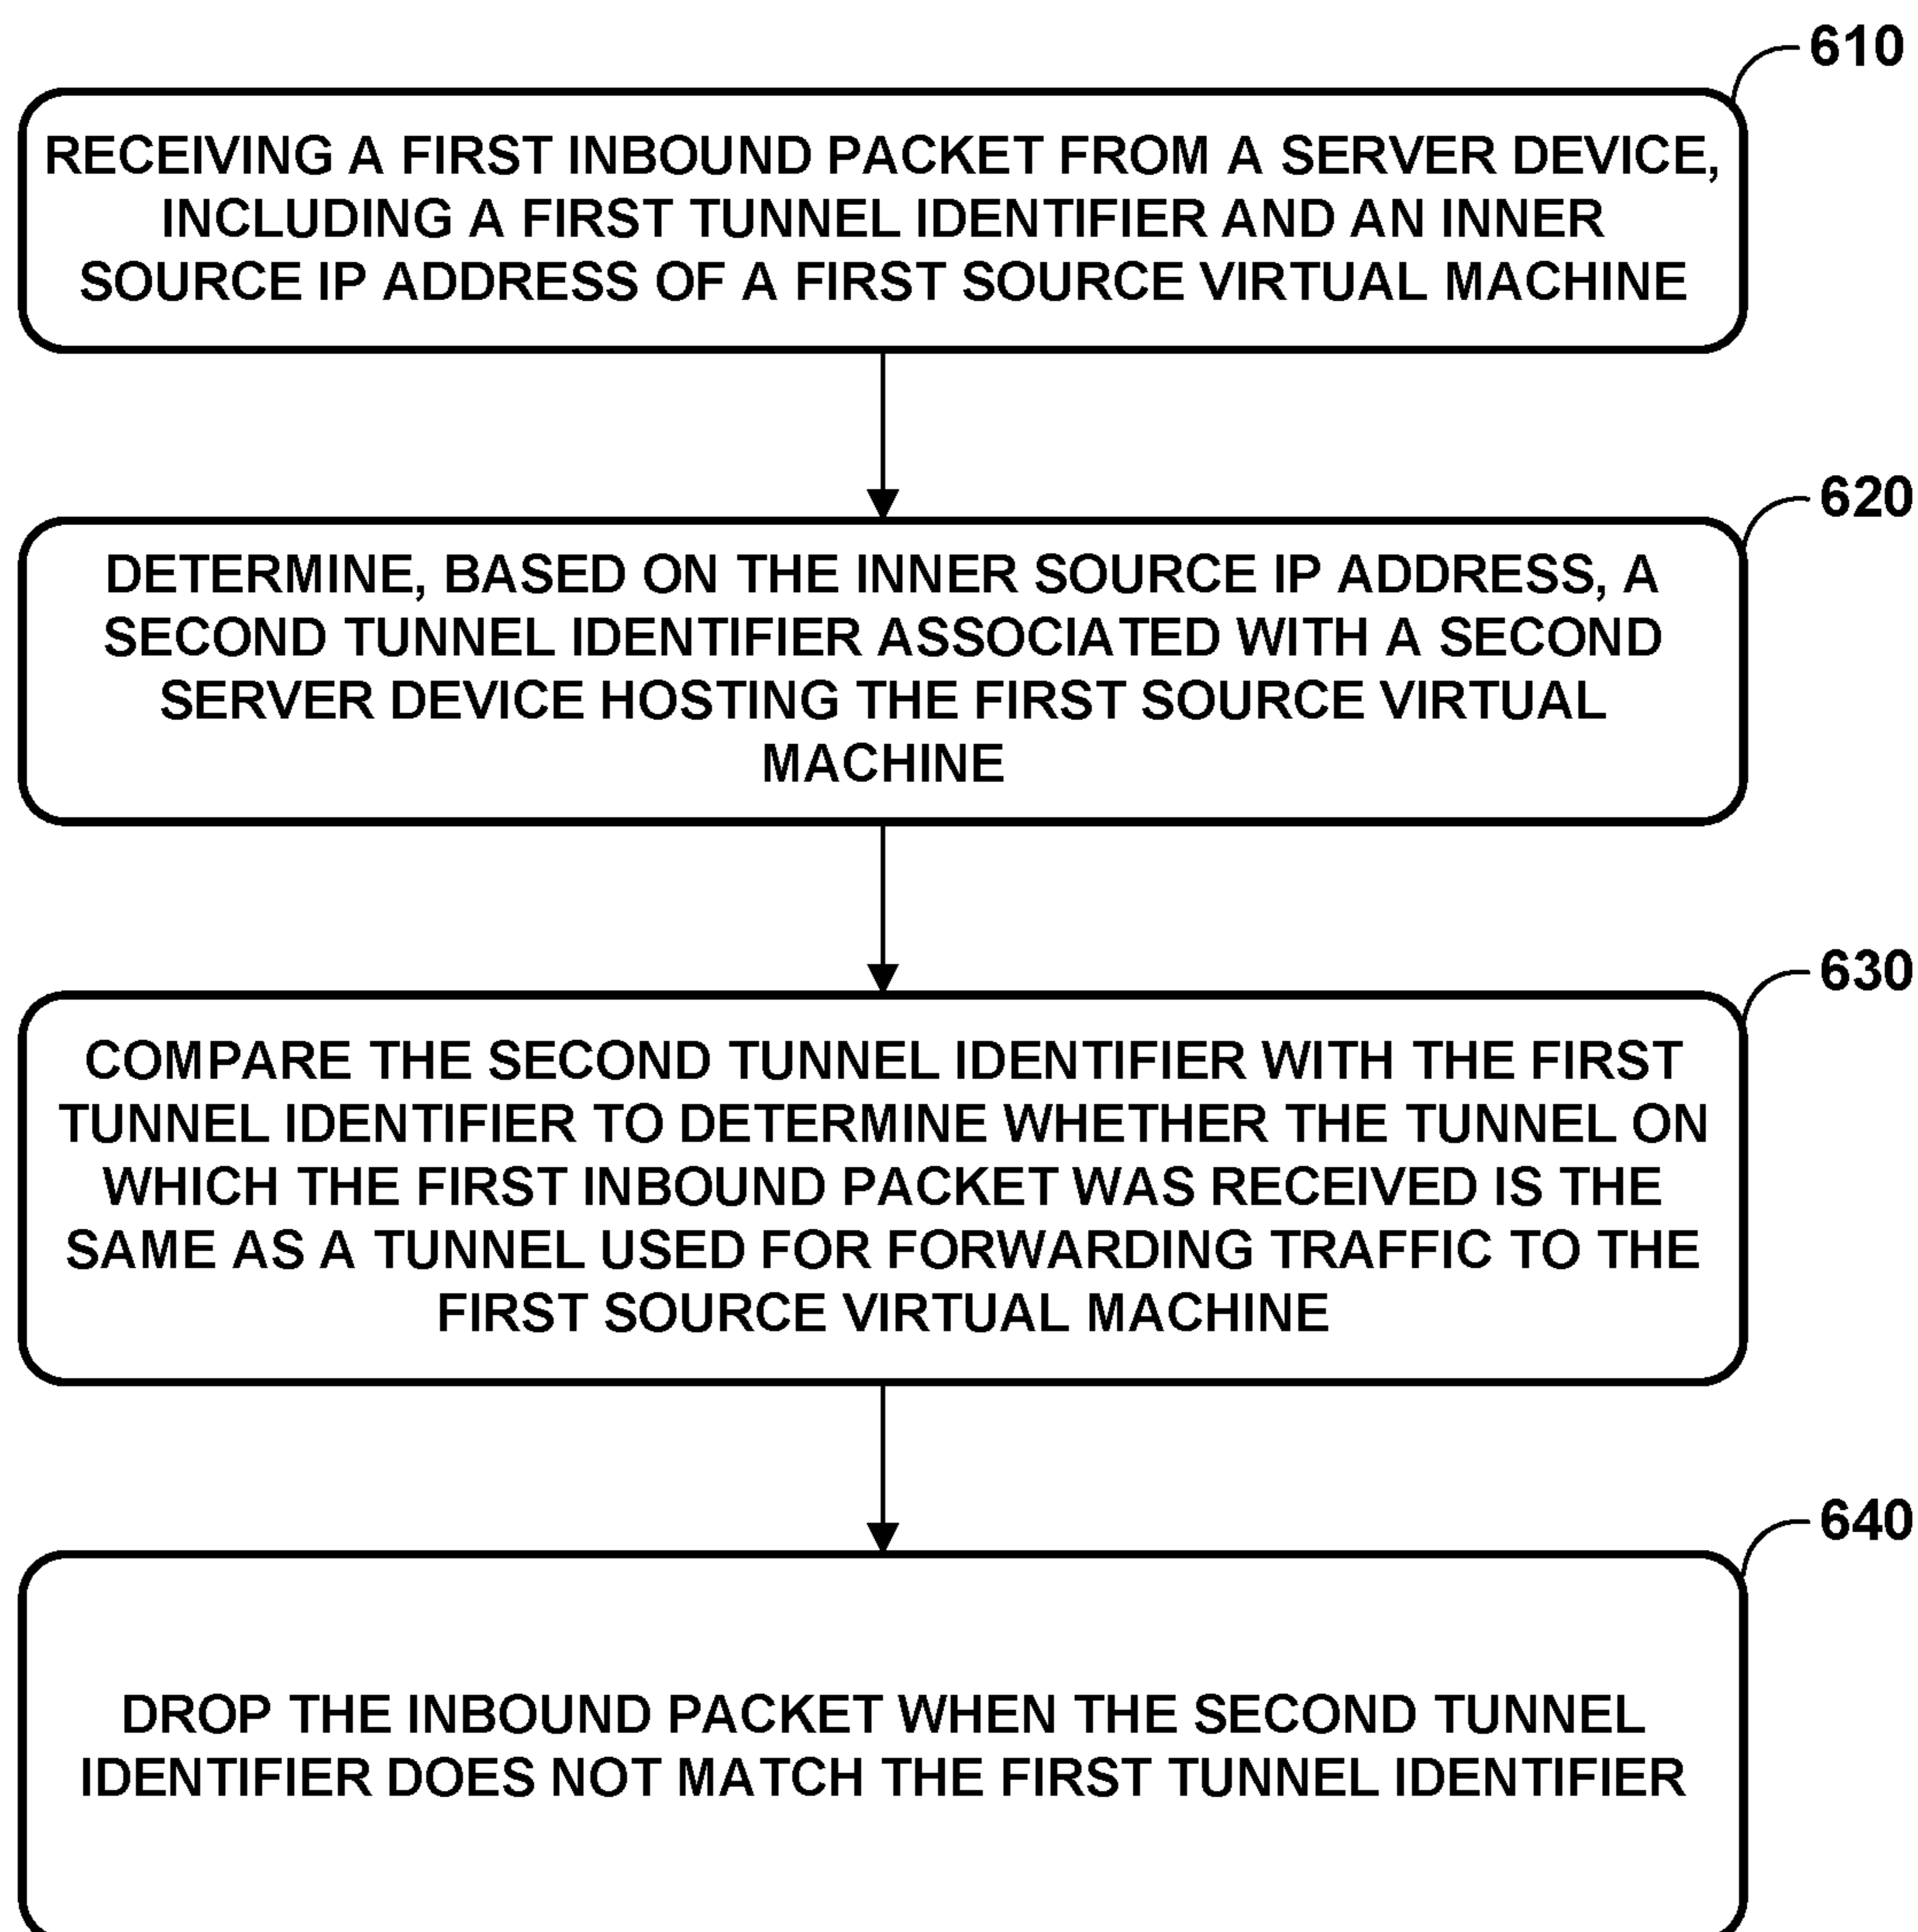 610
RECEIVING A FIRST INBOUND PACKET FROM A SERVER DEVICE,
INCLUDING A FIRST TUNNEL IDENTIFIER AND AN INNER
SOURCE IP ADDRESS OF A FIRST SOURCE VIRTUAL MACHINE
620
DETERMINE, BASED ON THE INNER SOURCE IP ADDRESS, A
SECOND TUNNEL IDENTIFIER ASSOCIATED WITH A SECOND
SERVER DEVICE HOSTING THE FIRST SOURCE VIRTUAL
MACHINE
630
COMPARE THE SECOND TUNNEL IDENTIFIER WITH THE FIRST
TUNNEL IDENTIFIER TO DETERMINE WHETHER THE TUNNEL ON
WHICH THE FIRST INBOUND PACKET WAS RECEIVED IS THE
SAME AS A TUNNEL USED FOR FORWARDING TRAFFIC TO THE
FIRST SOURCE VIRTUAL MACHINE
640
DROP THE INBOUND PACKET WHEN THE SECOND TUNNEL
IDENTIFIER DOES NOT MATCH THE FIRST TUNNEL IDENTIFIER